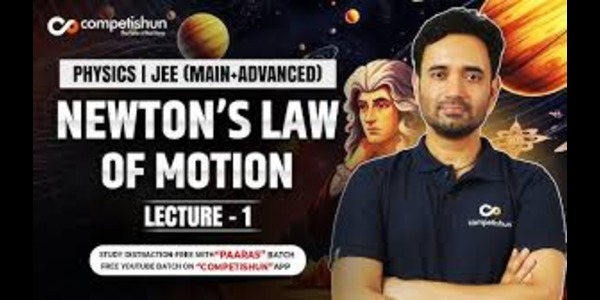 competishun
PHYSICS | JEE (MAIN+ADVANCED)
NEWTON'S LAW
OF MOTION
LECTURE - 1
STUDY DISTRACTION-FREE WITH "PAARAS" BATCH
FREE YOUTUBE BATCH ON "COMPETISHUN" APP
competishun